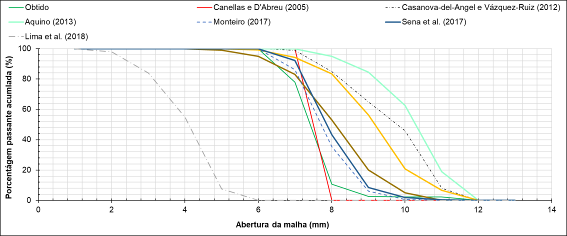 Obtido
Canellas e D'Abreu (2005)
Casanova-del-Angel e Vázquez-Ruiz (2012)
Aquino (2013)
Monteiro (2017)
Sena et al. (2017)
Lima et al. (2018)
Porcentagem passante acumlada (%)
100
80
60
40
20
0
0
2
4
6
8
10
12
14
Abertura da malha (mm)